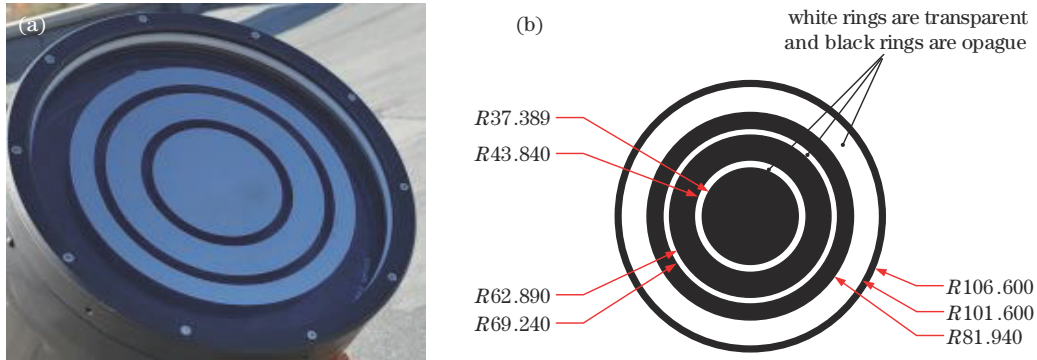 (a)
(b)
white rings are transparent
and black rings are opague
R37.389
R43.840
R62.890
R69.240
R106.600
R101.600
R81.940